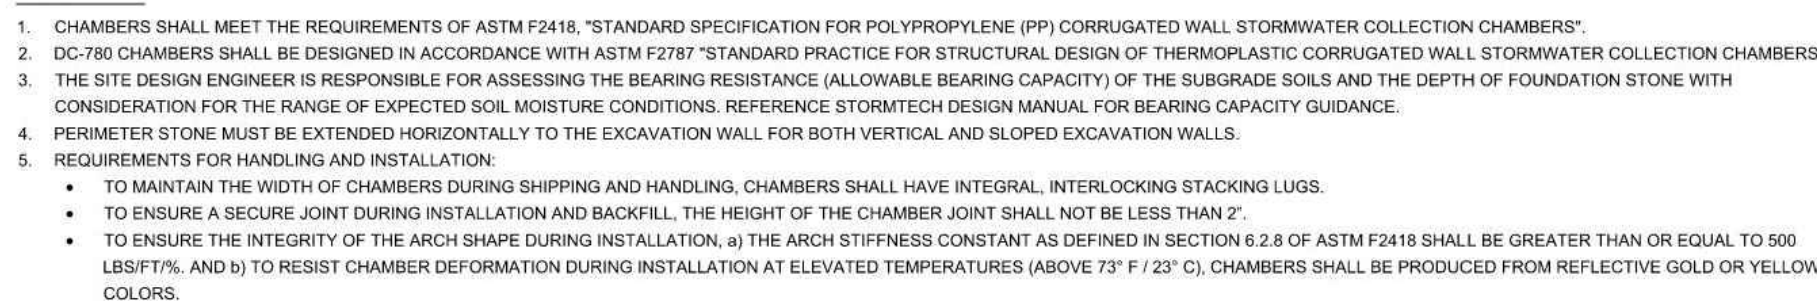 1. CHAMBERS SHALL MEET THE REQUIREMENTS OF ASTM F2418, "STANDARD SPECIFICATION FOR POLYPROPYLENE (PP) CORRUGATED WALL STORMWATER COLLECTION CHAMBERS".
2. DC-780 CHAMBERS SHALL BE DESIGNED IN ACCORDANCE WITH ASTM F2787 "STANDARD PRACTICE FOR STRUCTURAL DESIGN OF THERMOPLASTIC CORRUGATED WALL STORMWATER COLLECTION CHAMBERS
3. THE SITE DESIGN ENGINEER IS RESPONSIBLE FOR ASSESSING THE BEARING RESISTANCE (ALLOWABLE BEARING CAPACITY) OF THE SUBGRADE SOILS AND THE DEPTH OF FOUNDATION STONE WITH
CONSIDERATION FOR THE RANGE OF EXPECTED SOIL MOISTURE CONDITIONS. REFERENCE STORMTECH DESIGN MANUAL FOR BEARING CAPACITY GUIDANCE.
4. PERIMETER STONE MUST BE EXTENDED HORIZONTALLY TO THE EXCAVATION WALL FOR BOTH VERTICAL AND SLOPED EXCAVATION WALLS.
5. REQUIREMENTS FOR HANDLING AND INSTALLATION:
• TO MAINTAIN THE WIDTH OF CHAMBERS DURING SHIPPING AND HANDLING, CHAMBERS SHALL HAVE INTEGRAL, INTERLOCKING STACKING LUGS.
• TO ENSURE A SECURE JOINT DURING INSTALLATION AND BACKFILL, THE HEIGHT OF THE CHAMBER JOINT SHALL NOT BE LESS THAN 2".
• TO ENSURE THE INTEGRITY OF THE ARCH SHAPE DURING INSTALLATION, a) THE ARCH STIFFNESS CONSTANT AS DEFINED IN SECTION 6.2.8 OF ASTM F2418 SHALL BE GREATER THAN OR EQUAL TO 500
LBS/FT/%. AND b) TO RESIST CHAMBER DEFORMATION DURING INSTALLATION AT ELEVATED TEMPERATURES (ABOVE 73° F / 23° C), CHAMBERS SHALL BE PRODUCED FROM REFLECTIVE GOLD OR YELLOW
COLORS.